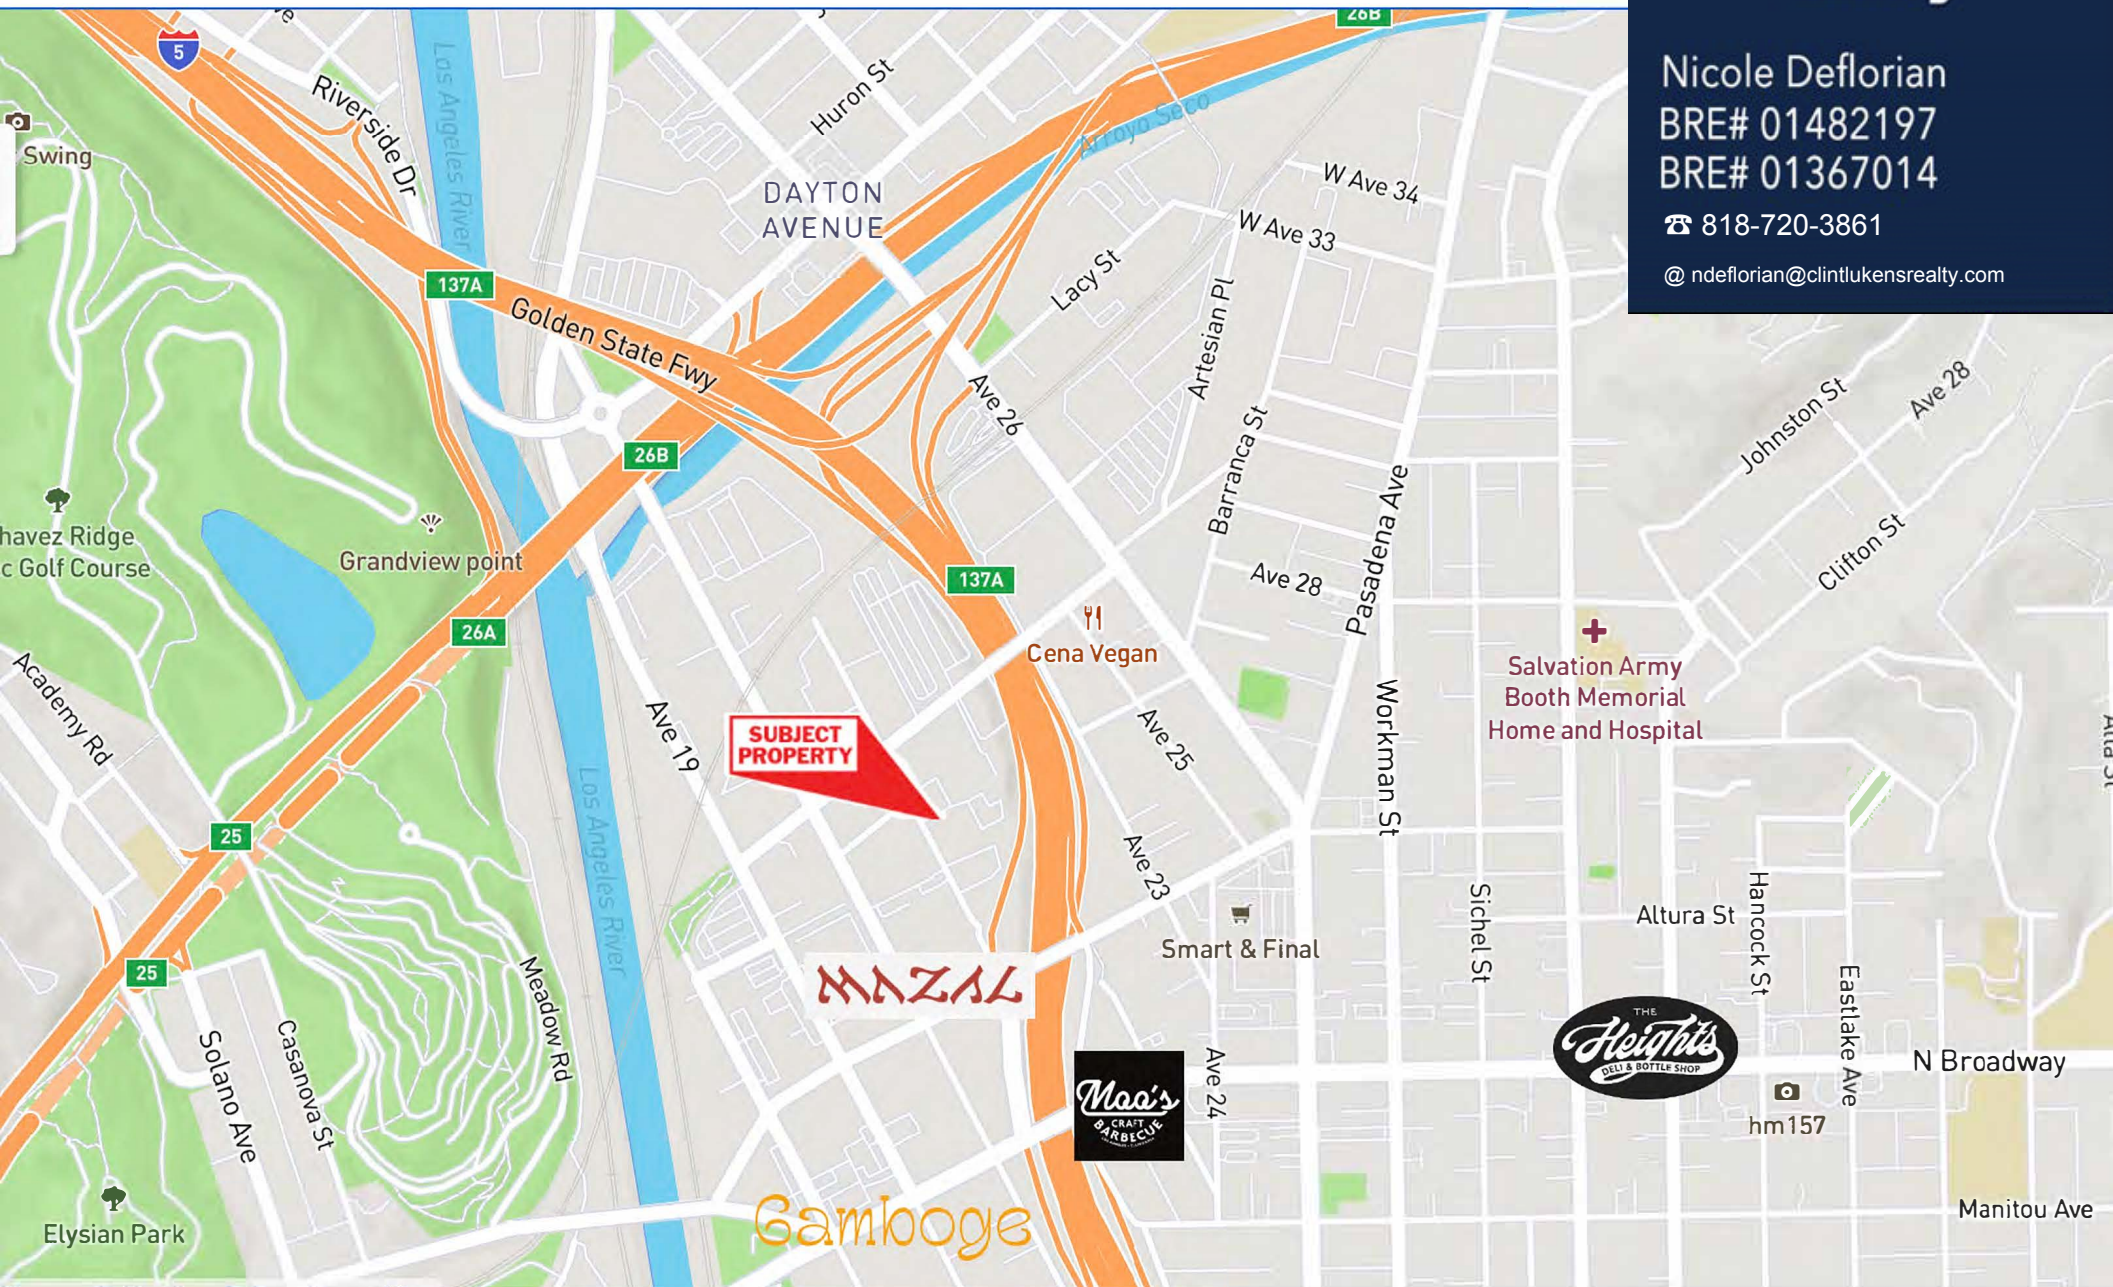 Nicole Deflorian
BRE# 01482197
BRE# 01367014
☎ 818-720-3861
@ ndeflorian@clintlukensrealty.com
26B
5
Riverside Dr
Los Angeles River
Huron St
Arroyo Seco
Swing
DAYTON
AVENUE
W Ave 34
W Ave 33
Lacy St
137A
Golden State Fwy
Artesian Pl
Ave 26
Johnston St
Ave 28
Barranca St
26B
Pasadena Ave
havez Ridge
c Golf Course
Grandview point
Clifton St
137A
Ave 28
26A
Cena Vegan
Salvation Army
Booth Memorial
Home and Hospital
Academy Rd
Ave 19
SUBJECT
PROPERTY
Ave 25
Workman St
Los Angeles River
25
Ave 23
Sichel St
Hancock St
Altura St
Smart & Final
25
Meadow Rd
MAZAL
Eastlake Ave
Solano Ave
Casanova St
THE
Heights
DELI & BOTTLE SHOP
N Broadway
Moo's
CRAFT
BARBECUE
Ave 24
hm157
Elysian Park
Gamboge
Manitou Ave